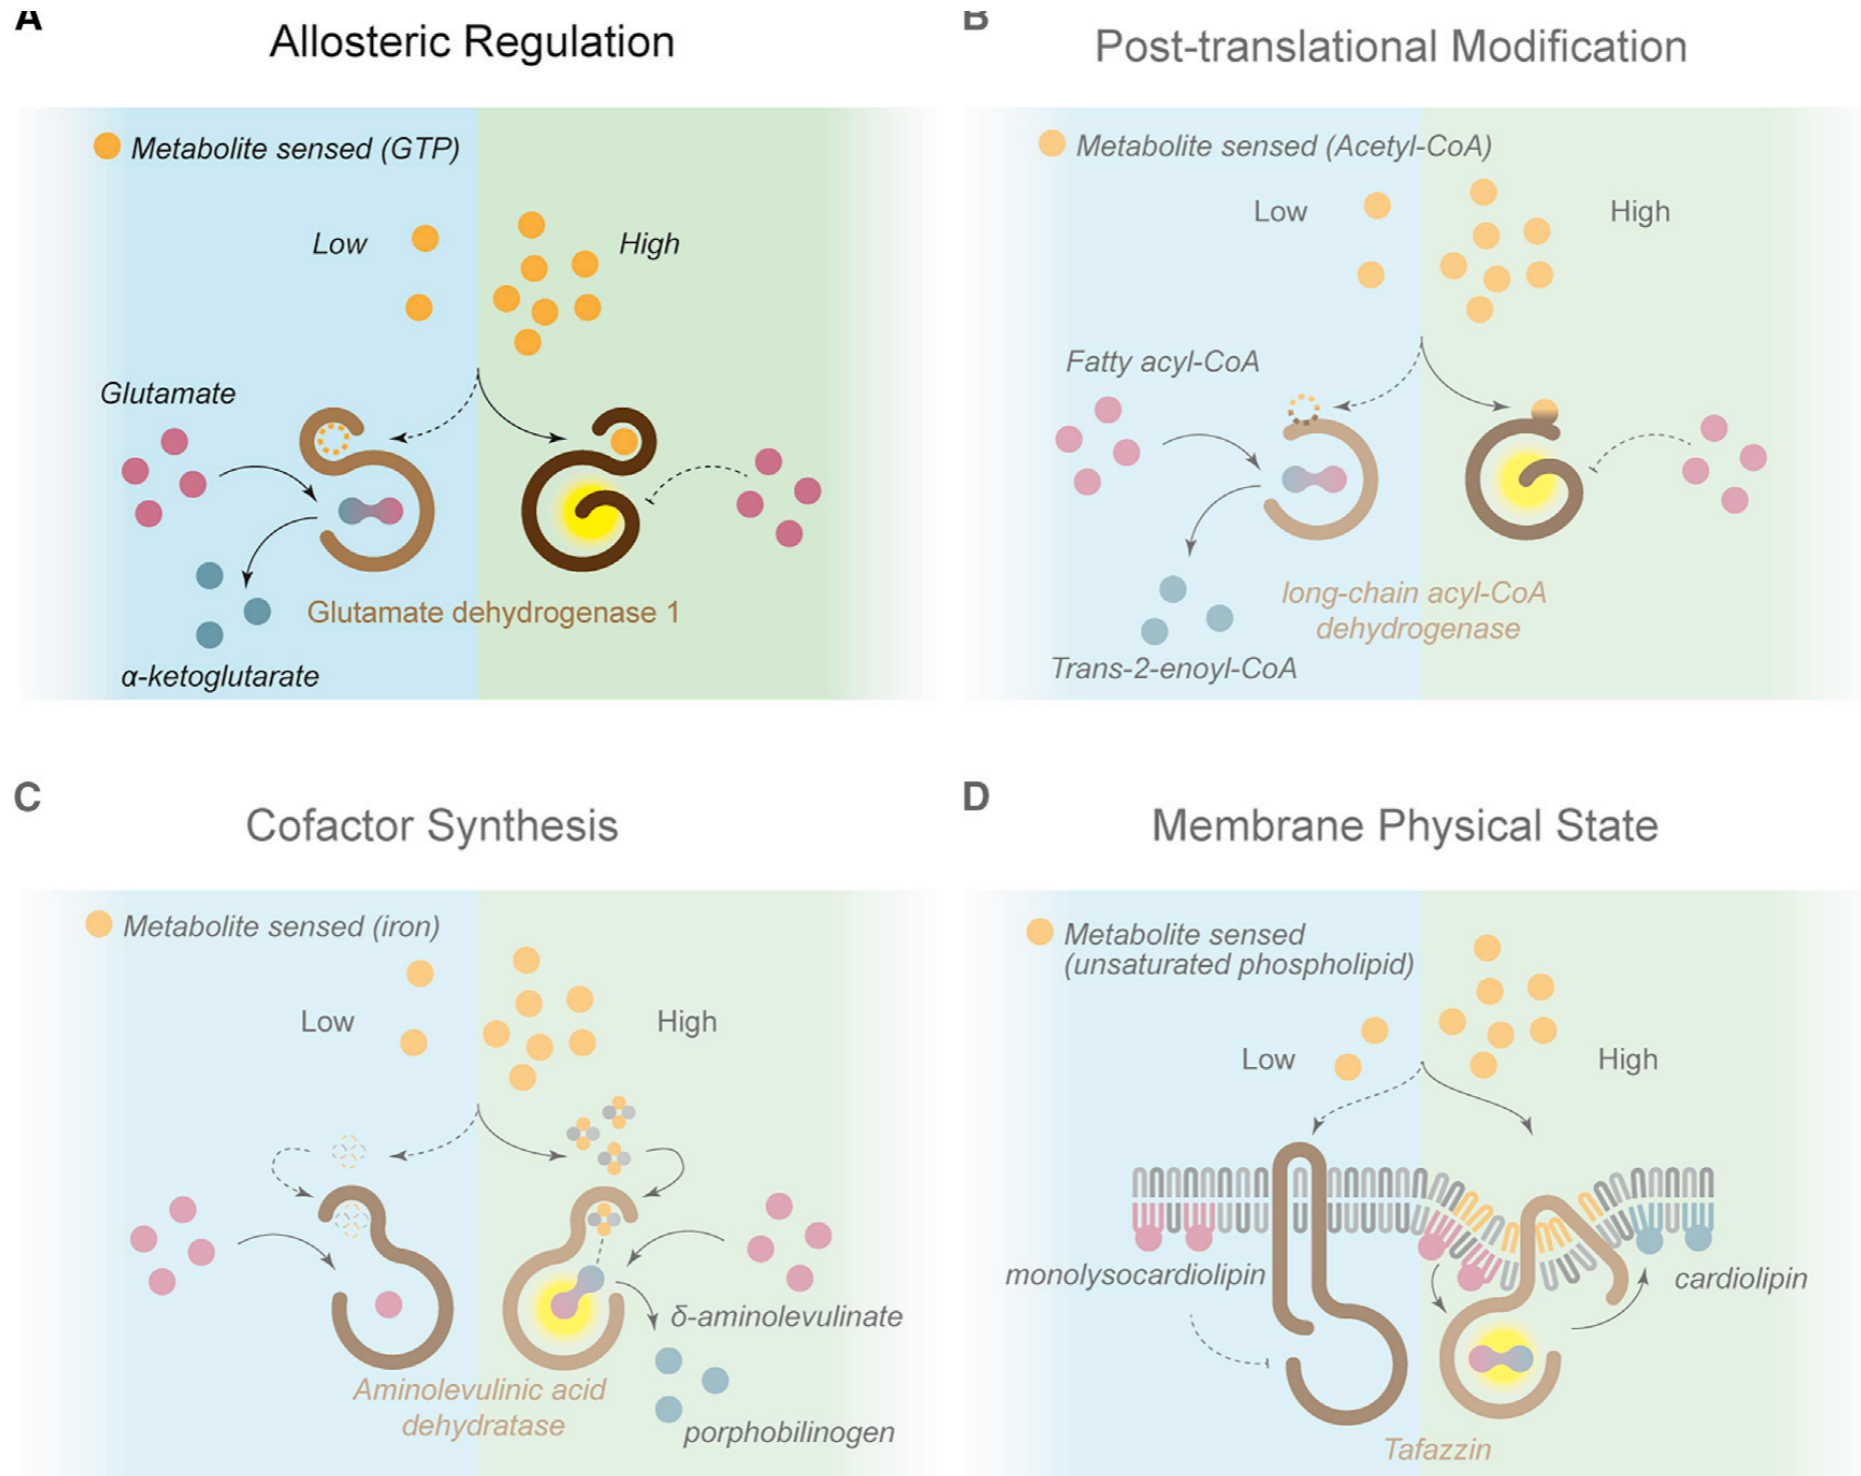 A
Allosteric Regulation
Metabolite sensed (GTP)
Low
High
Glutamate
Glutamate dehydrogenase 1
α-ketoglutarate
B
Post-translational Modification
Metabolite sensed (Acetyl-CoA)
Low
High
Fatty acyl-CoA
long-chain acyl-CoA
dehydrogenase
Trans-2-enoyl-CoA
C
Cofactor Synthesis
Metabolite sensed (iron)
Low
High
δ-aminolevulinate
Aminolevulinic acid
dehydratase
porphobilinogen
D
Membrane Physical State
Metabolite sensed
(unsaturated phospholipid)
Low
High
monolysocardiolipin
cardiolipin
Tafazzin